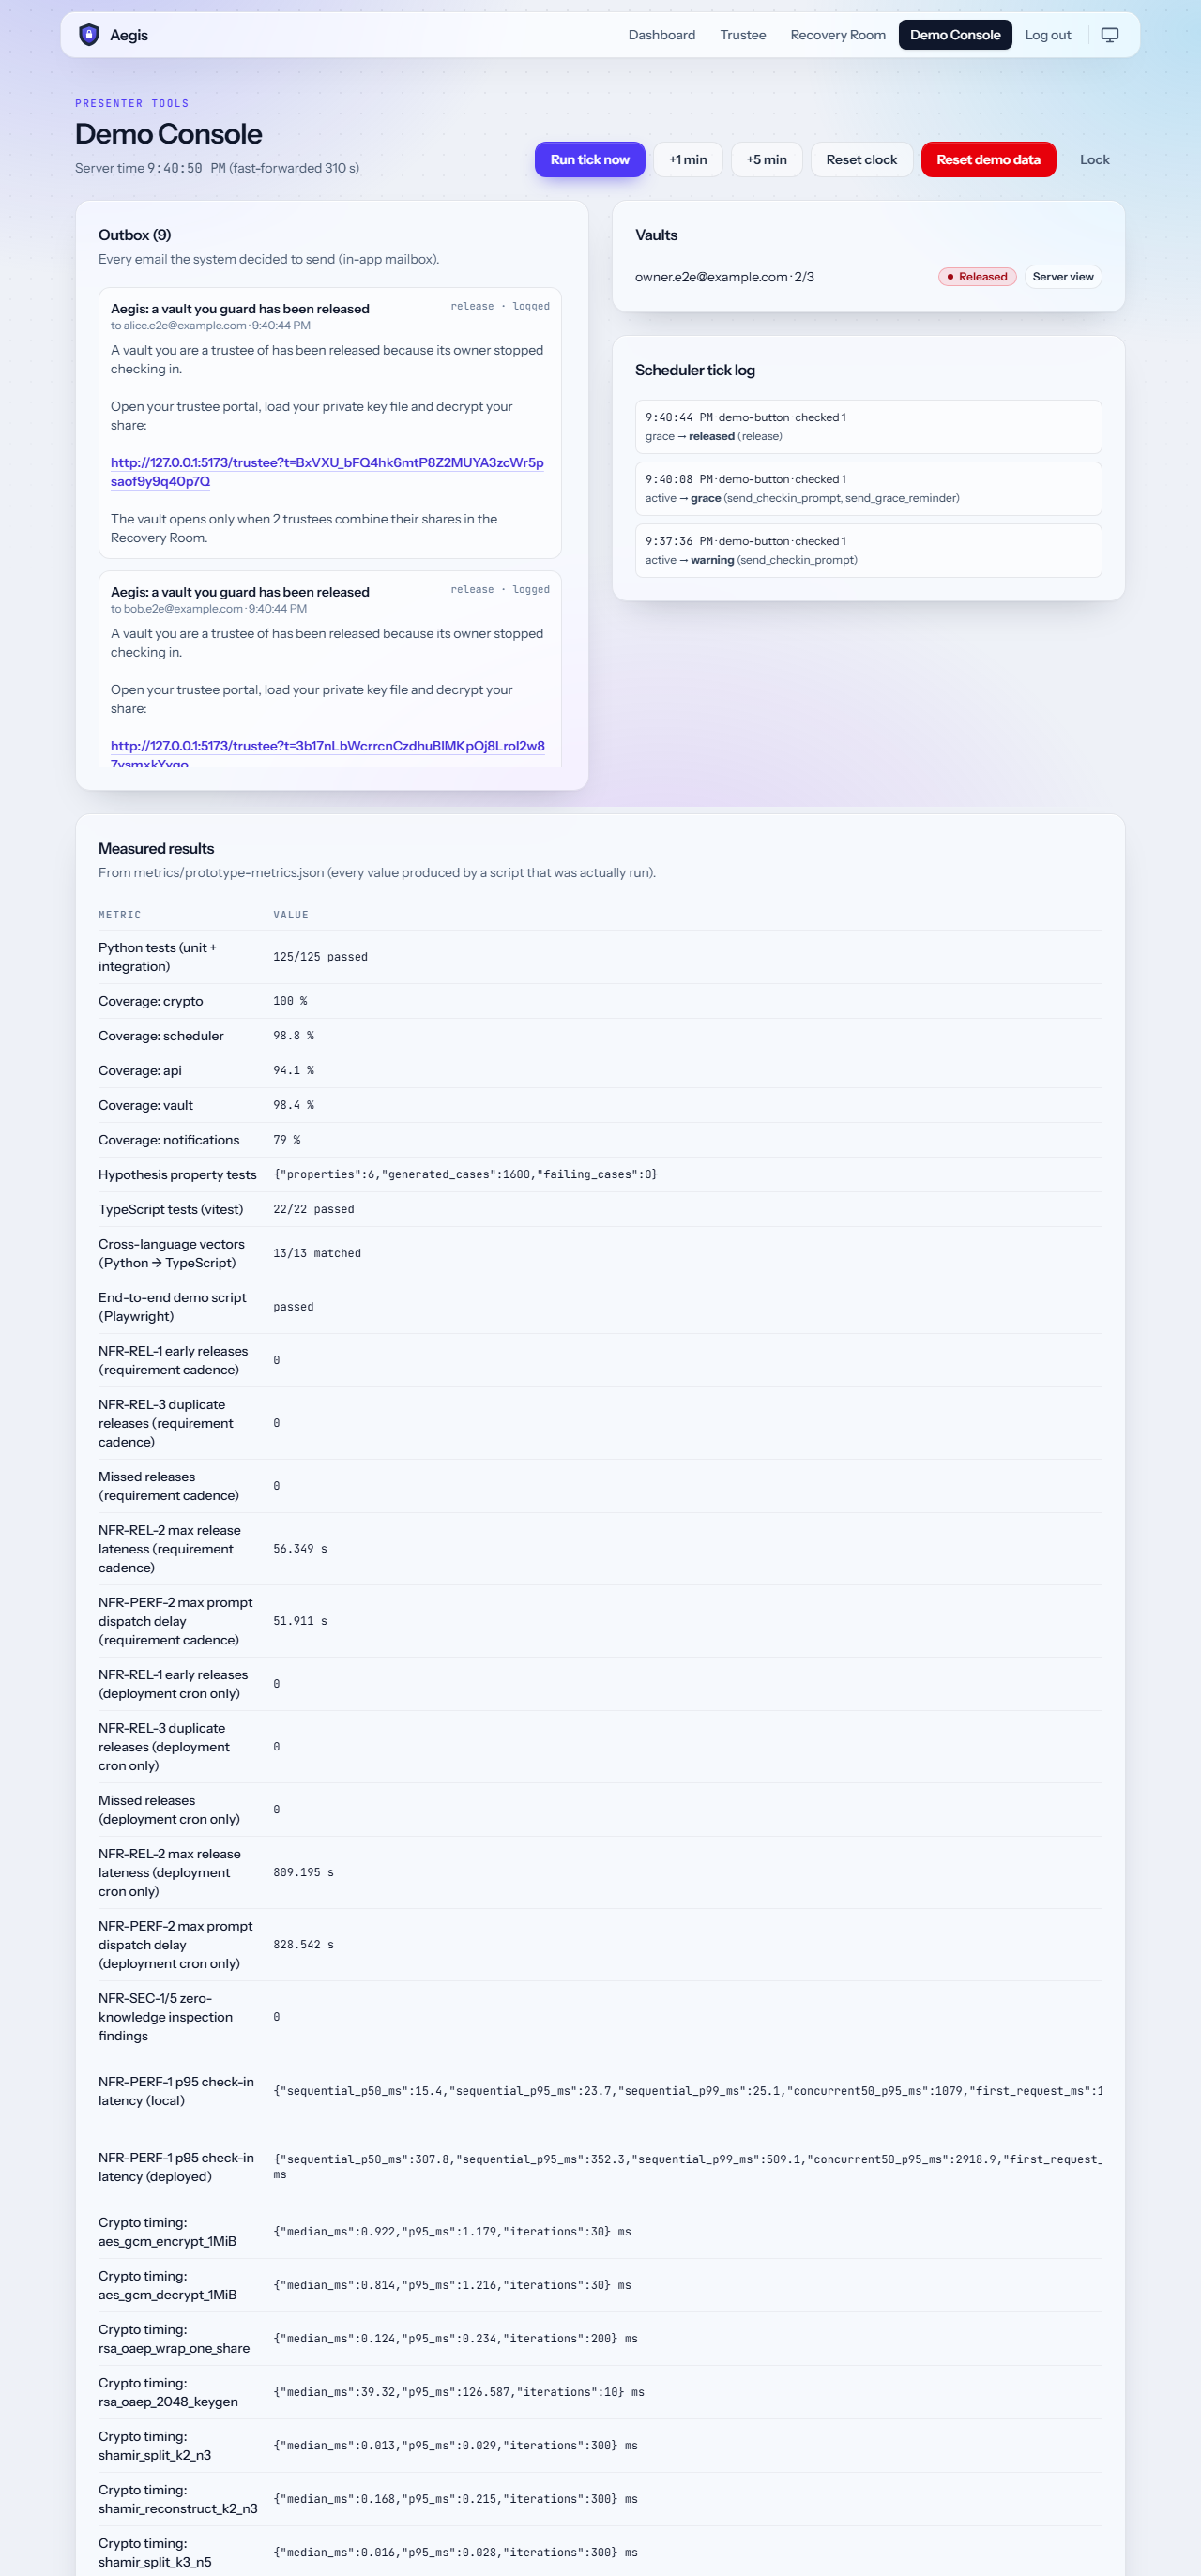 Aegis
Dashboard
Trustee
Recovery Room
Demo Console
Log out
PRESENTER TOOLS
Demo Console
Server time 9:40:50 PM (fast-forwarded 310 s)
Run tick now
+1 min
+5 min
Reset clock
Reset demo data
Lock
Outbox (9)
Every email the system decided to send (in-app mailbox).
Aegis: a vault you guard has been released
release · logged
to alice.e2e@example.com · 9:40:44 PM
A vault you are a trustee of has been released because its owner stopped
checking in.
Open your trustee portal, load your private key file and decrypt your
share:
http://127.0.0.1:5173/trustee?t=BxVXU_bFQ4hk6mtP8Z2MUYA3zcWr5p
saof9y9q40p7Q
The vault opens only when 2 trustees combine their shares in the
Recovery Room.
Aegis: a vault you guard has been released
release · logged
to bob.e2e@example.com · 9:40:44 PM
A vault you are a trustee of has been released because its owner stopped
checking in.
Open your trustee portal, load your private key file and decrypt your
share:
Vaults
owner.e2e@example.com · 2/3
Released
Server view
Scheduler tick log
9:40:44 PM · demo-button · checked 1
grace → released (release)
9:40:08 PM · demo-button · checked 1
active → grace (send_checkin_prompt, send_grace_reminder)
9:37:36 PM · demo-button · checked 1
active → warning (send_checkin_prompt)
Measured results
From metrics/prototype-metrics.json (every value produced by a script that was actually run).
METRIC
VALUE
Python tests (unit +
integration)
125/125 passed
Coverage: crypto
100 %
Coverage: scheduler
98.8 %
Coverage: api
94.1 %
Coverage: vault
98.4 %
Coverage: notifications
79 %
Hypothesis property tests
{"properties":6,"generated_cases":1600,"failing_cases":0}
TypeScript tests (vitest)
22/22 passed
Cross-language vectors
(Python → TypeScript)
13/13 matched
End-to-end demo script
(Playwright)
passed
NFR-REL-1 early releases
(requirement cadence)
0
NFR-REL-3 duplicate
releases (requirement
cadence)
0
Missed releases
(requirement cadence)
0
NFR-REL-2 max release
lateness (requirement
cadence)
56.349 s
NFR-PERF-2 max prompt
dispatch delay
(requirement cadence)
51.911 s
NFR-REL-1 early releases
(deployment cron only)
0
NFR-REL-3 duplicate
releases (deployment
cron only)
0
Missed releases
(deployment cron only)
0
NFR-REL-2 max release
lateness (deployment
cron only)
809.195 s
NFR-PERF-2 max prompt
dispatch delay
(deployment cron only)
828.542 s
NFR-SEC-1/5 zero-
knowledge inspection
findings
0
NFR-PERF-1 p95 check-in
latency (local)
{"sequential_p50_ms":15.4,"sequential_p95_ms":23.7,"sequential_p99_ms":25.1,"concurrent50_p95_ms":1079,"first_request_ms":1
NFR-PERF-1 p95 check-in
latency (deployed)
{"sequential_p50_ms":307.8,"sequential_p95_ms":352.3,"sequential_p99_ms":509.1,"concurrent50_p95_ms":2918.9,"first_request_
ms
Crypto timing:
aes_gcm_encrypt_1MiB
{"median_ms":0.922,"p95_ms":1.179,"iterations":30} ms
Crypto timing:
aes_gcm_decrypt_1MiB
{"median_ms":0.814,"p95_ms":1.216,"iterations":30} ms
Crypto timing:
rsa_oaep_wrap_one_share
{"median_ms":0.124,"p95_ms":0.234,"iterations":200} ms
Crypto timing:
rsa_oaep_2048_keygen
{"median_ms":39.32,"p95_ms":126.587,"iterations":10} ms
Crypto timing:
shamir_split_k2_n3
{"median_ms":0.013,"p95_ms":0.029,"iterations":300} ms
Crypto timing:
shamir_reconstruct_k2_n3
{"median_ms":0.168,"p95_ms":0.215,"iterations":300} ms
Crypto timing:
shamir_split_k3_n5
{"median_ms":0.016,"p95_ms":0.028,"iterations":300} ms